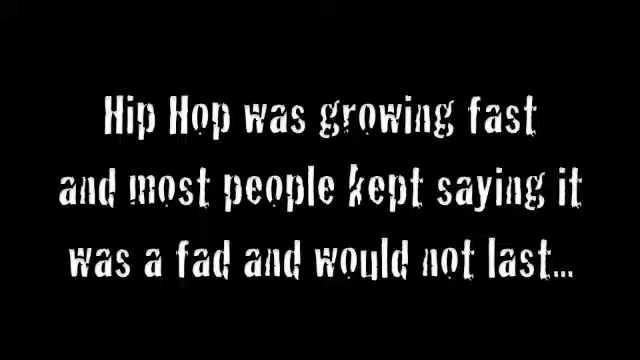 Hip Hop was growing fast
and most people kept saying it
was a fad and would not last...